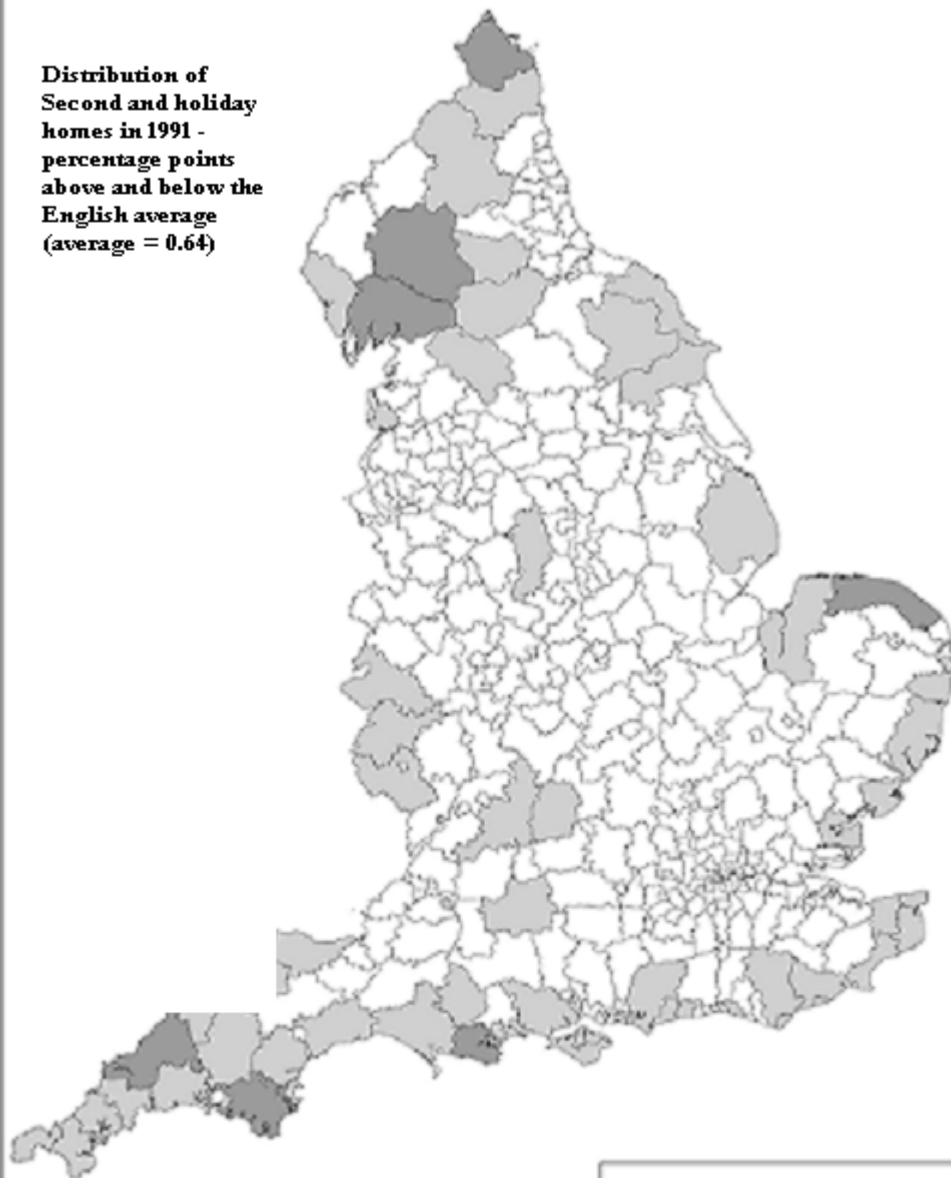 Distribution of
Second and holiday
homes in 1991 -
percentage points
above and below the
English average
(average = 0.64)